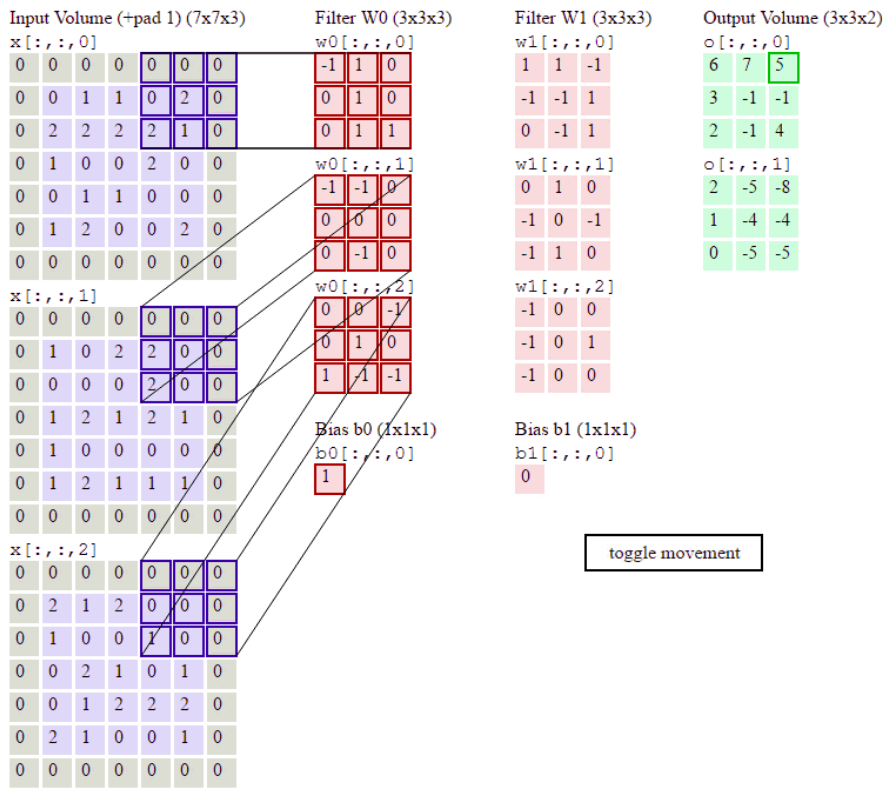 Input Volume (+pad 1) (7x7x3)
x[:,:,0]
0 0 0 0 0 0 0
0 0 1 1 0 2 0
0 2 2 2 2 1 0
0 1 0 0 2 0 0
0 0 1 1 0 0 0
0 1 2 0 0 2 0
0 0 0 0 0 0 0
x[:,:,1]
0 0 0 0 0 0 0
0 1 0 2 2 0 0
0 0 0 0 2 0 0
0 1 2 1 2 1 0
0 1 0 0 0 0 0
0 1 2 1 1 1 0
0 0 0 0 0 0 0
x[:,:,2]
0 0 0 0 0 0 0
0 2 1 2 0 0 0
0 1 0 0 1 0 0
0 0 2 1 0 1 0
0 0 1 2 2 2 0
0 2 1 0 0 1 0
0 0 0 0 0 0 0
Filter W0 (3x3x3)
w0[:,:,0]
-1 1 0
0 1 0
0 1 1
w0[:,:,1]
-1 -1 0
0 0 0
0 -1 0
w0[:,:,2]
0 0 -1
0 1 0
1 -1 -1
Bias b0 (1x1x1)
b0[:,:,0]
1
Filter W1 (3x3x3)
w1[:,:,0]
1 1 -1
-1 -1 1
0 -1 1
w1[:,:,1]
0 1 0
-1 0 -1
-1 1 0
w1[:,:,2]
-1 0 0
-1 0 1
-1 0 0
Bias b1 (1x1x1)
b1[:,:,0]
0
Output Volume (3x3x2)
o[:,:,0]
6 7 5
3 -1 -1
2 -1 4
o[:,:,1]
2 -5 -8
1 -4 -4
0 -5 -5
toggle movement